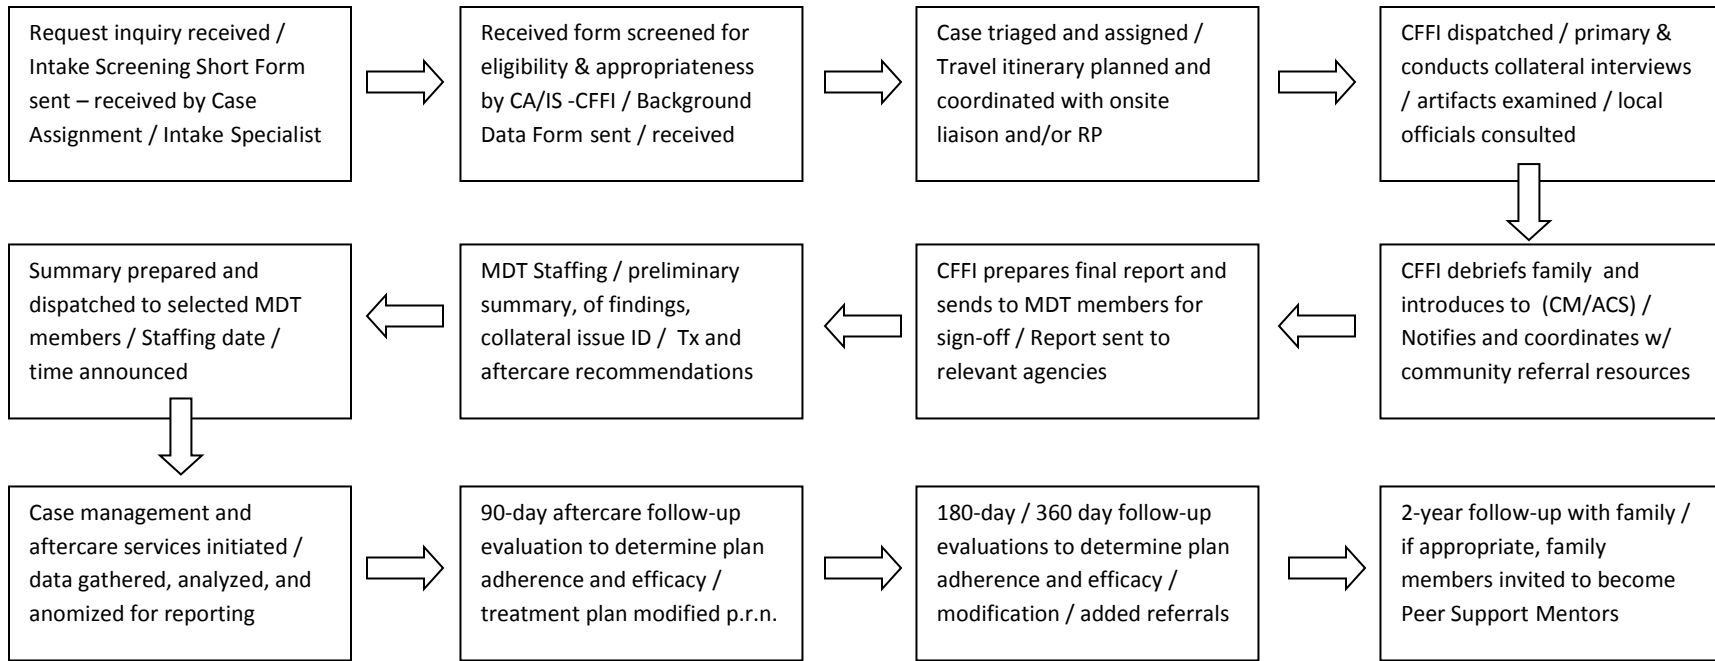 Request inquiry received /
Intake Screening Short Form
sent – received by Case
Assignment / Intake Specialist
Received form screened for
eligibility & appropriateness
by CA/IS -CFFI / Background
Data Form sent / received
Case triaged and assigned /
Travel itinerary planned and
coordinated with onsite
liaison and/or RP
CFFI dispatched / primary &
conducts collateral interviews
/ artifacts examined / local
officials consulted
CFFI debriefs family and
introduces to (CM/ACS) /
Notifies and coordinates w/
community referral resources
CFFI prepares final report and
sends to MDT members for
sign-off / Report sent to
relevant agencies
MDT Staffing / preliminary
summary, of findings,
collateral issue ID / Tx and
aftercare recommendations
Summary prepared and
dispatched to selected MDT
members / Staffing date /
time announced
Case management and
aftercare services initiated /
data gathered, analyzed, and
anomized for reporting
90-day aftercare follow-up
evaluation to determine plan
adherence and efficacy /
treatment plan modified p.r.n.
180-day / 360 day follow-up
evaluations to determine plan
adherence and efficacy /
modification / added referrals
2-year follow-up with family /
if appropriate, family
members invited to become
Peer Support Mentors